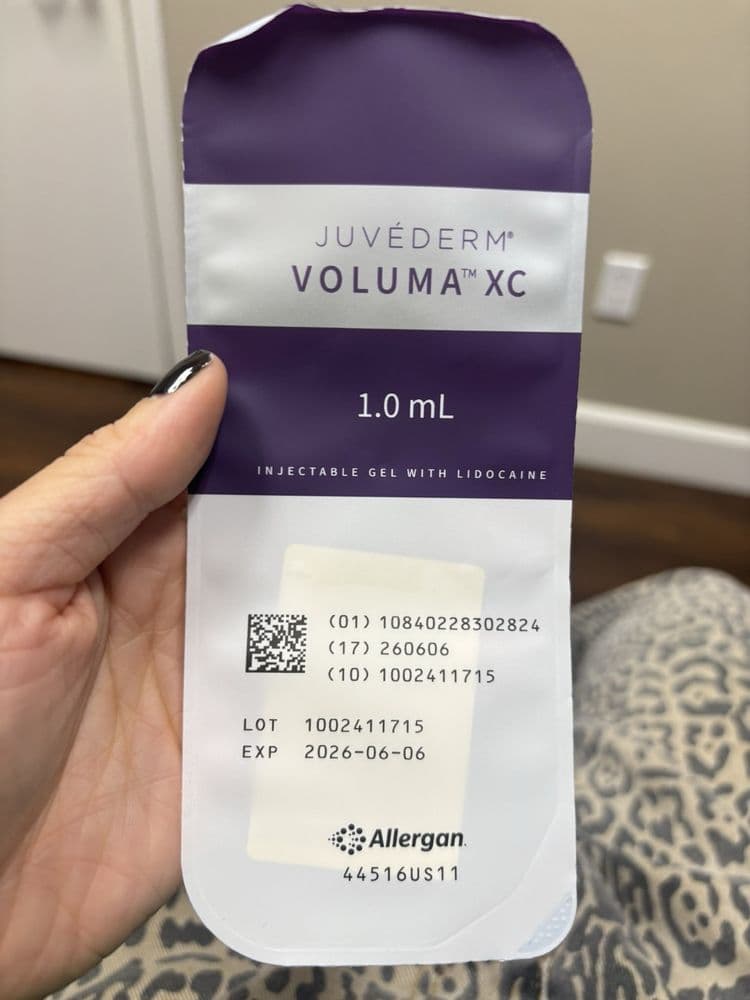 JUVÉDERM®
VOLUMA™ XC
1.0 mL
INJECTABLE GEL WITH LIDOCAINE
(01) 10840228302824
(17) 260606
(10) 1002411715
LOT 1002411715
EXP 2026-06-06
Allergan.
44516US11